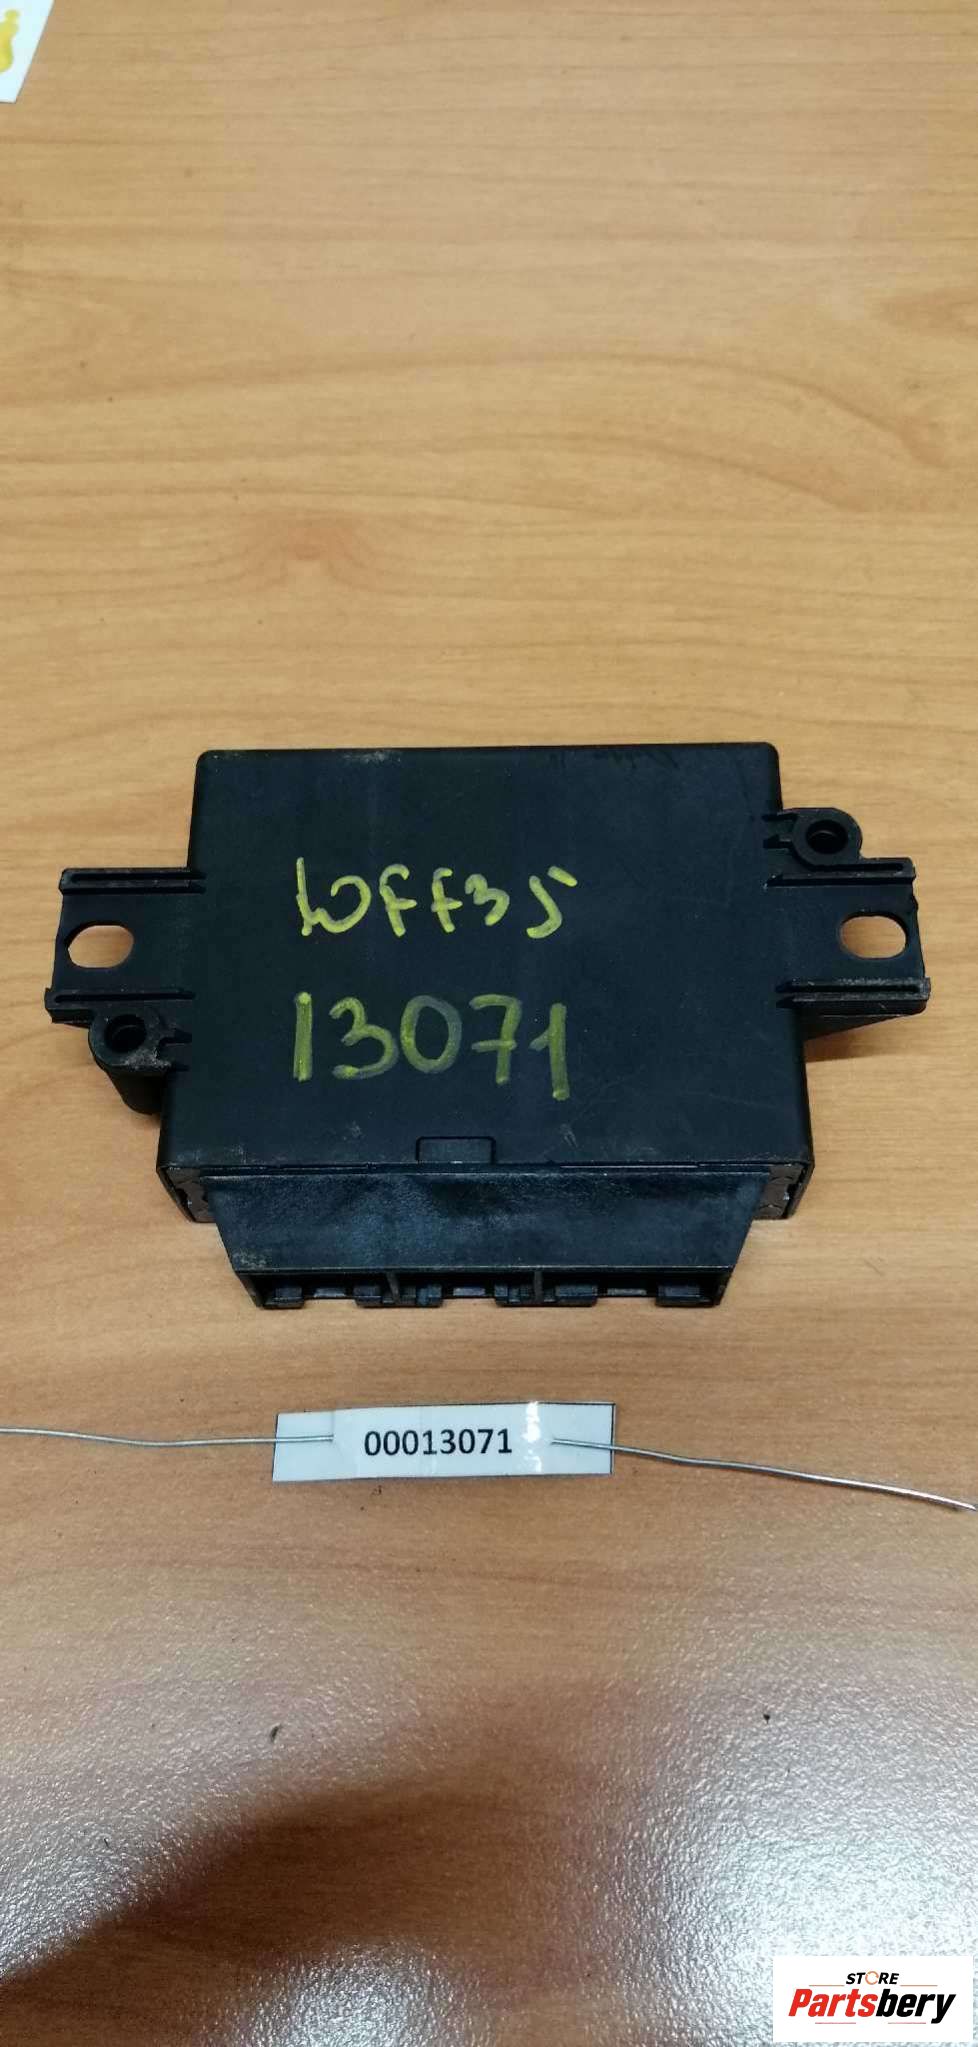 WFF35
13071
00013071
STORE
Partsbery